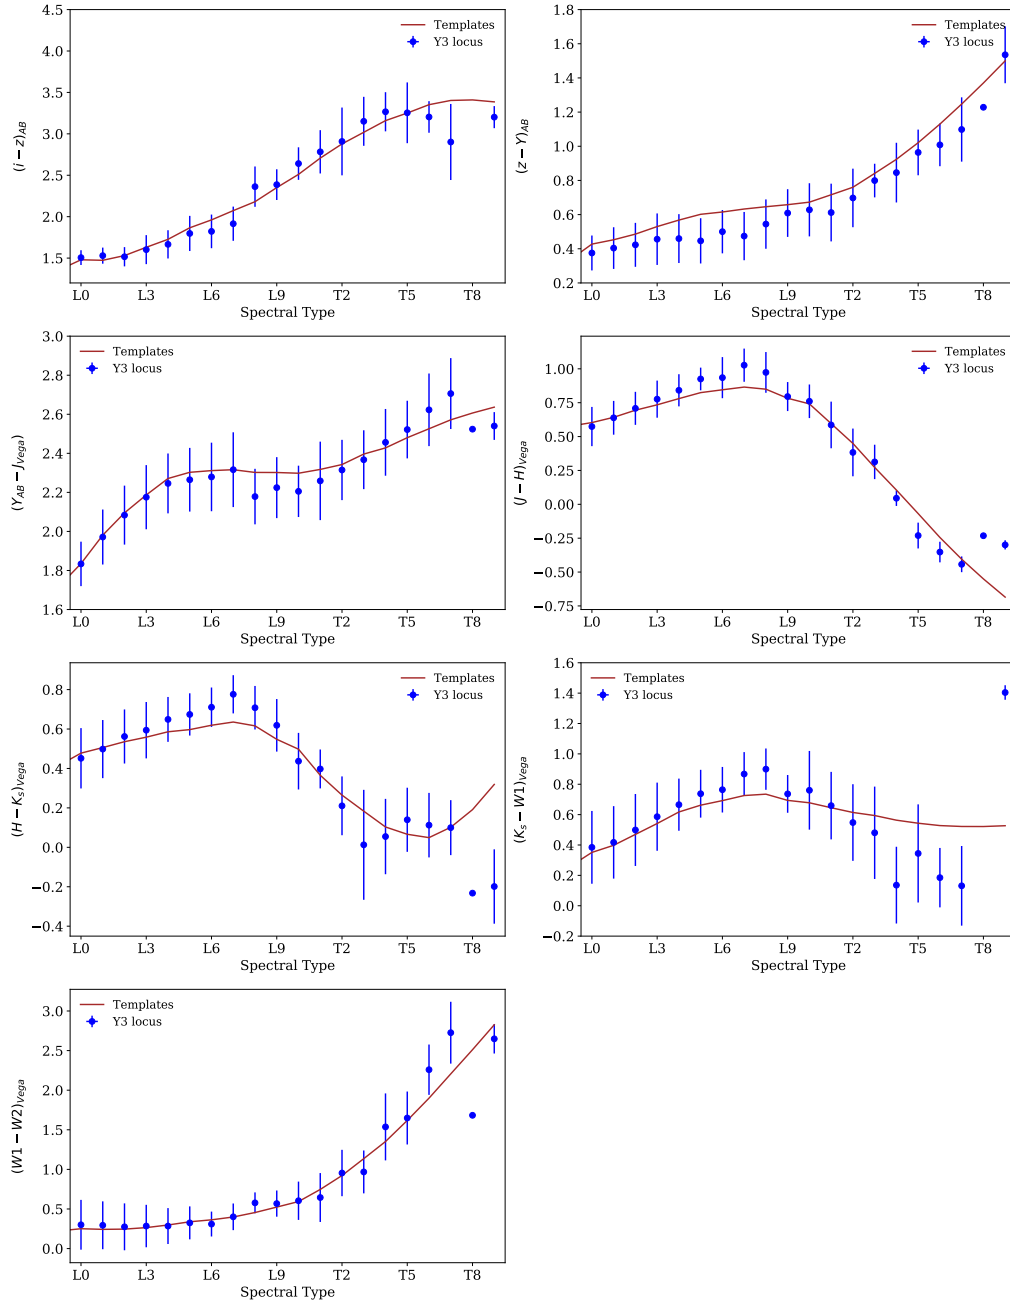 4.5
4.0
3.5
3.0
2.5
2.0
1.5
(i − z)AB
Templates
Y3 locus
L0 L3 L6 L9 T2 T5 T8
Spectral Type
1.8
1.6
1.4
1.2
1.0
0.8
0.6
0.4
0.2
(z − Y)AB
Templates
Y3 locus
L0 L3 L6 L9 T2 T5 T8
Spectral Type
3.0
2.8
2.6
2.4
2.2
2.0
1.8
1.6
(YAB − JVega)
Templates
Y3 locus
L0 L3 L6 L9 T2 T5 T8
Spectral Type
1.00
0.75
0.50
0.25
0.00
−0.25
−0.50
−0.75
(J − H)Vega
Templates
Y3 locus
L0 L3 L6 L9 T2 T5 T8
Spectral Type
0.8
0.6
0.4
0.2
0.0
−0.2
−0.4
(H − Ks)Vega
Templates
Y3 locus
L0 L3 L6 L9 T2 T5 T8
Spectral Type
1.6
1.4
1.2
1.0
0.8
0.6
0.4
0.2
0.0
−0.2
(Ks − W1)Vega
Templates
Y3 locus
L0 L3 L6 L9 T2 T5 T8
Spectral Type
3.0
2.5
2.0
1.5
1.0
0.5
0.0
(W1 − W2)Vega
Templates
Y3 locus
L0 L3 L6 L9 T2 T5 T8
Spectral Type